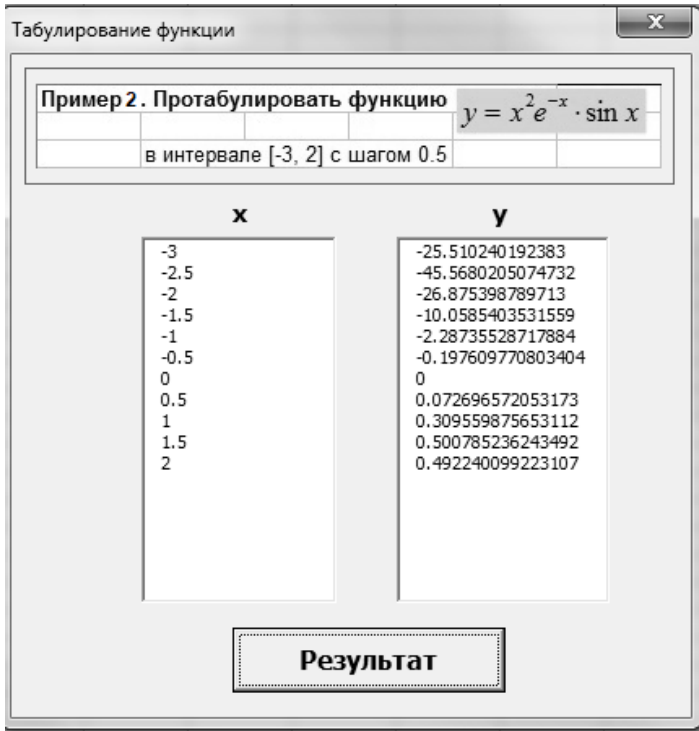 Табулирование функции
x
Пример 2. Протабулировать функцию y = x²e⁻ˣ · sin x
в интервале [-3, 2] с шагом 0.5
x y
-3 -25.510240192383
-2.5 -45.5680205074732
-2 -26.875398789713
-1.5 -10.0585403531559
-1 -2.28735528717884
-0.5 -0.197609770803404
0 0
0.5 0.072696572053173
1 0.309559875653112
1.5 0.500785236243492
2 0.492240099223107
Результат